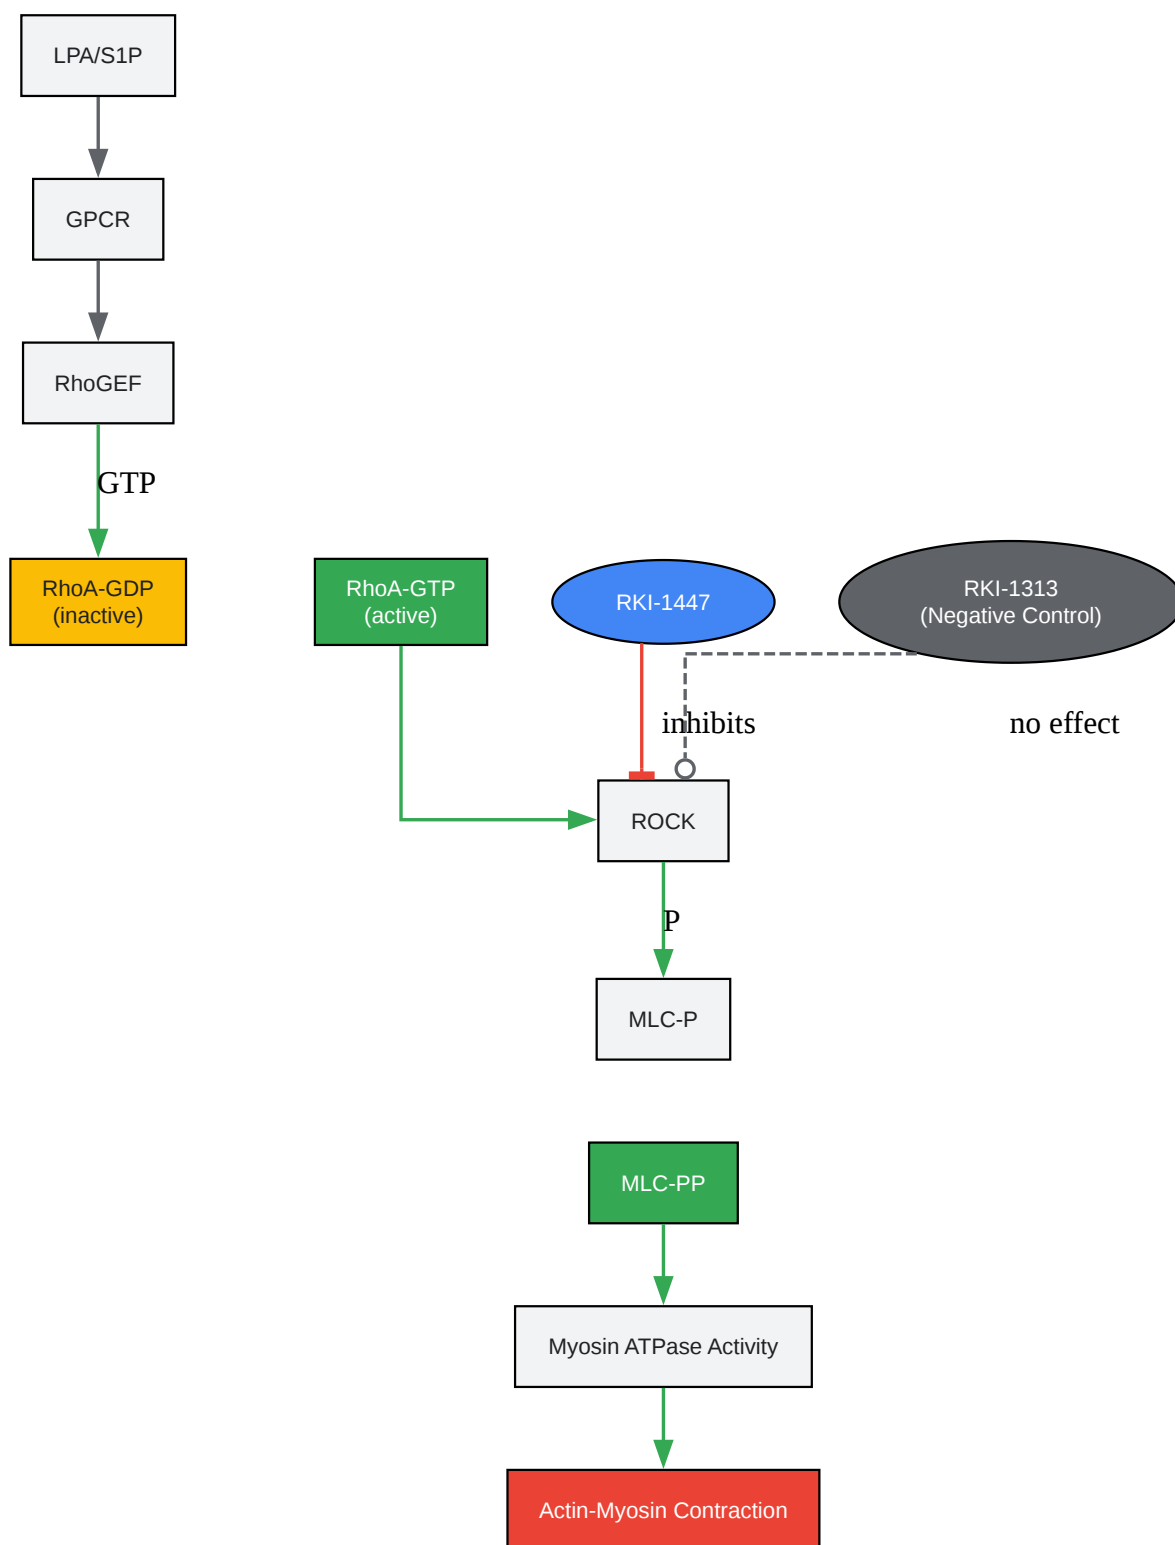 LPA/S1P
GPCR
RhoGEF
GTP
RhoA-GDP
(inactive)
RhoA-GTP
(active)
RKI-1447
RKI-1313
(Negative Control)
inhibits
no effect
ROCK
P
MLC-P
MLC-PP
Myosin ATPase Activity
Actin-Myosin Contraction